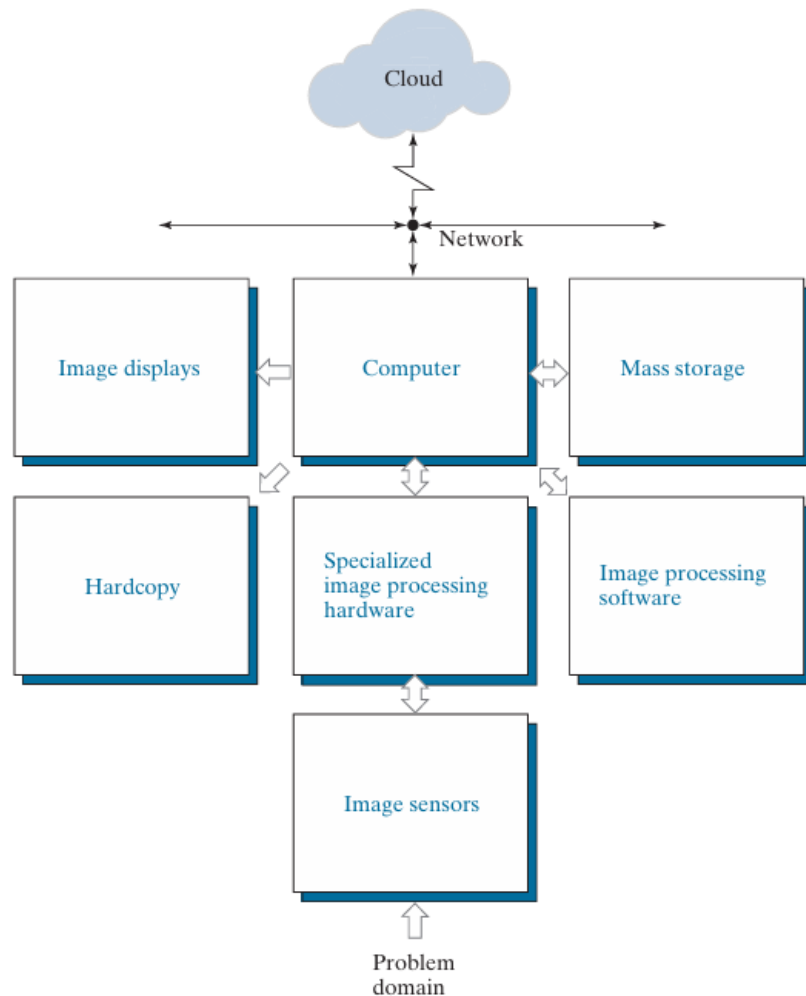 Cloud
Network
Image displays
Computer
Mass storage
Hardcopy
Specialized
image processing
hardware
Image processing
software
Image sensors
Problem
domain